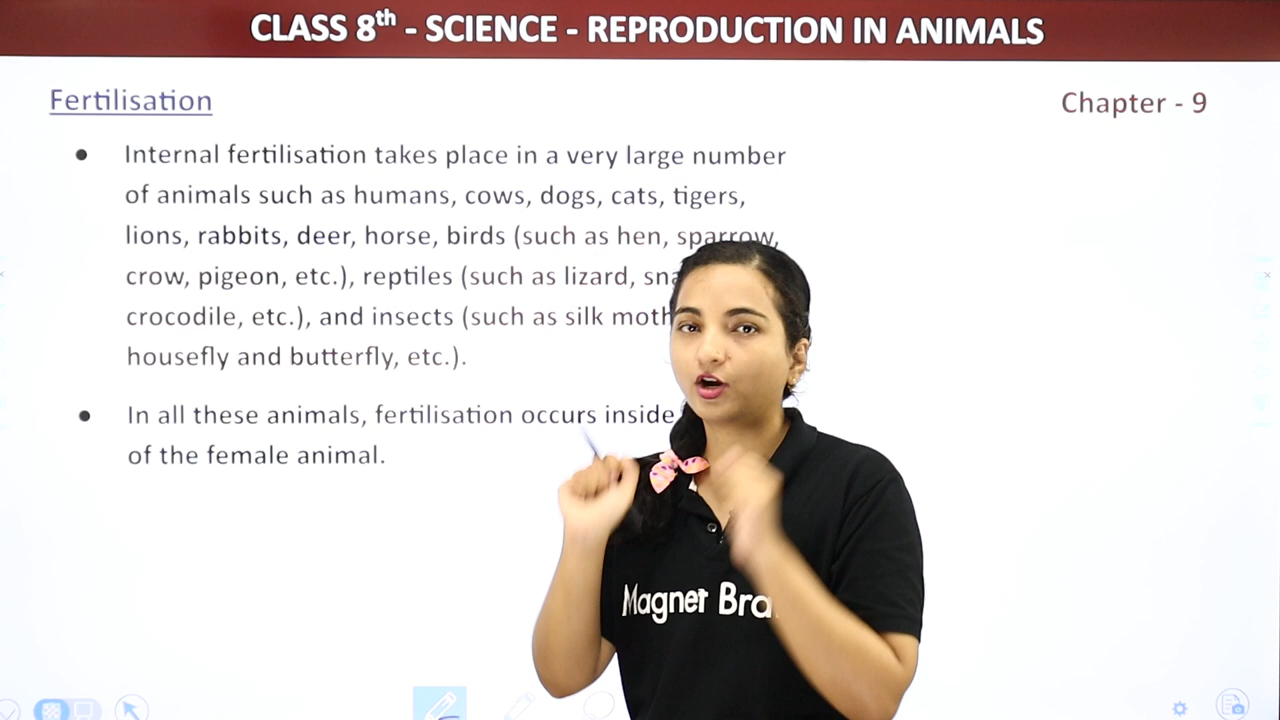 CLASS 8th - SCIENCE - REPRODUCTION IN ANIMALS
Fertilisation
Chapter - 9
Internal fertilisation takes place in a very large number
of animals such as humans, cows, dogs, cats, tigers,
lions, rabbits, deer, horse, birds (such as hen, sparrow,
crow, pigeon, etc.), reptiles (such as lizard,
crocodile, etc.), and insects (such as silk moth
housefly and butterfly, etc.).
In all these animals, fertilisation occurs inside
of the female animal.
Magnet